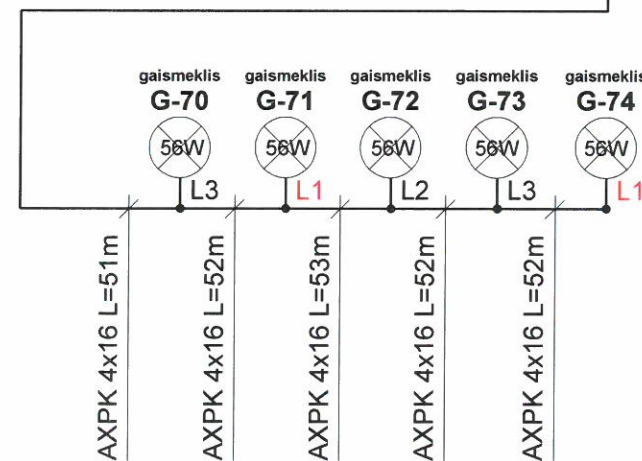 gaismeklis gaismeklis gaismeklis gaismeklis gaismeklis
G-70 G-71 G-72 G-73 G-74
56W 56W 56W 56W 56W
L3 L1 L2 L3 L1
AXPK 4x16 L=51m
AXPK 4x16 L=52m
AXPK 4x16 L=53m
AXPK 4x16 L=52m
AXPK 4x16 L=52m